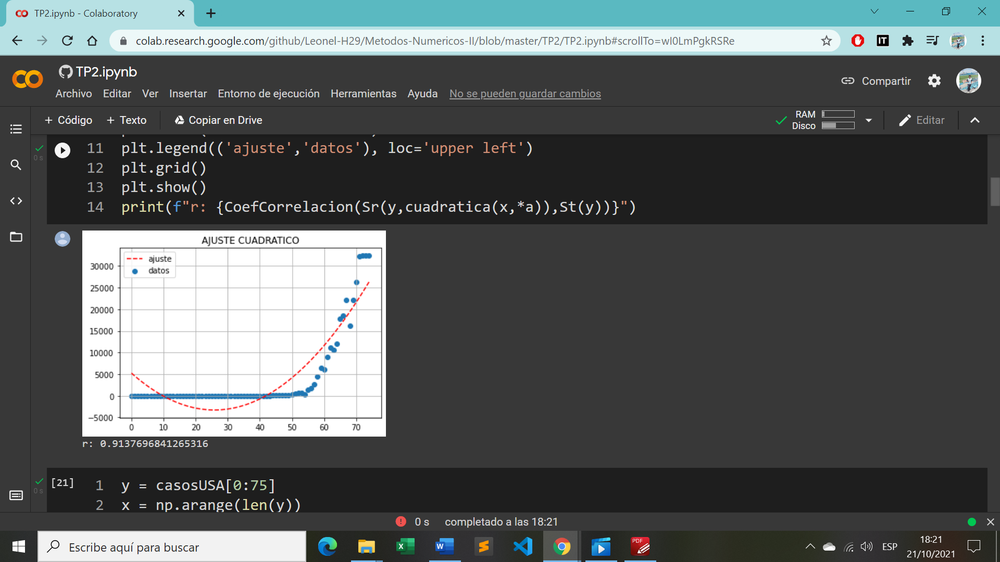 TP2.ipynb - Colaboratory
colab.research.google.com/github/Leonel-H29/Metodos-Numericos-II/blob/master/TP2/TP2.ipynb#scrollTo=wI0LmPgkRSRe
IT
TP2.ipynb
Compartir
Archivo Editar Ver Insertar Entorno de ejecución Herramientas Ayuda No se pueden guardar cambios
+ Código + Texto Copiar en Drive
RAM
Disco
Editar
0 s
11 plt.legend(('ajuste','datos'), loc='upper left')
12 plt.grid()
13 plt.show()
14 print(f"r: {CoefCorrelacion(Sr(y,cuadratica(x,*a)),St(y))}")
AJUSTE CUADRATICO
ajuste
datos
30000
25000
20000
15000
10000
5000
0
−5000
0 10 20 30 40 50 60 70
r: 0.9137696841265316
0 s
[21]
1 y = casosUSA[0:75]
2 x = np.arange(len(y))
0 s completado a las 18:21
Escribe aquí para buscar
PDF
ESP
18:21
21/10/2021